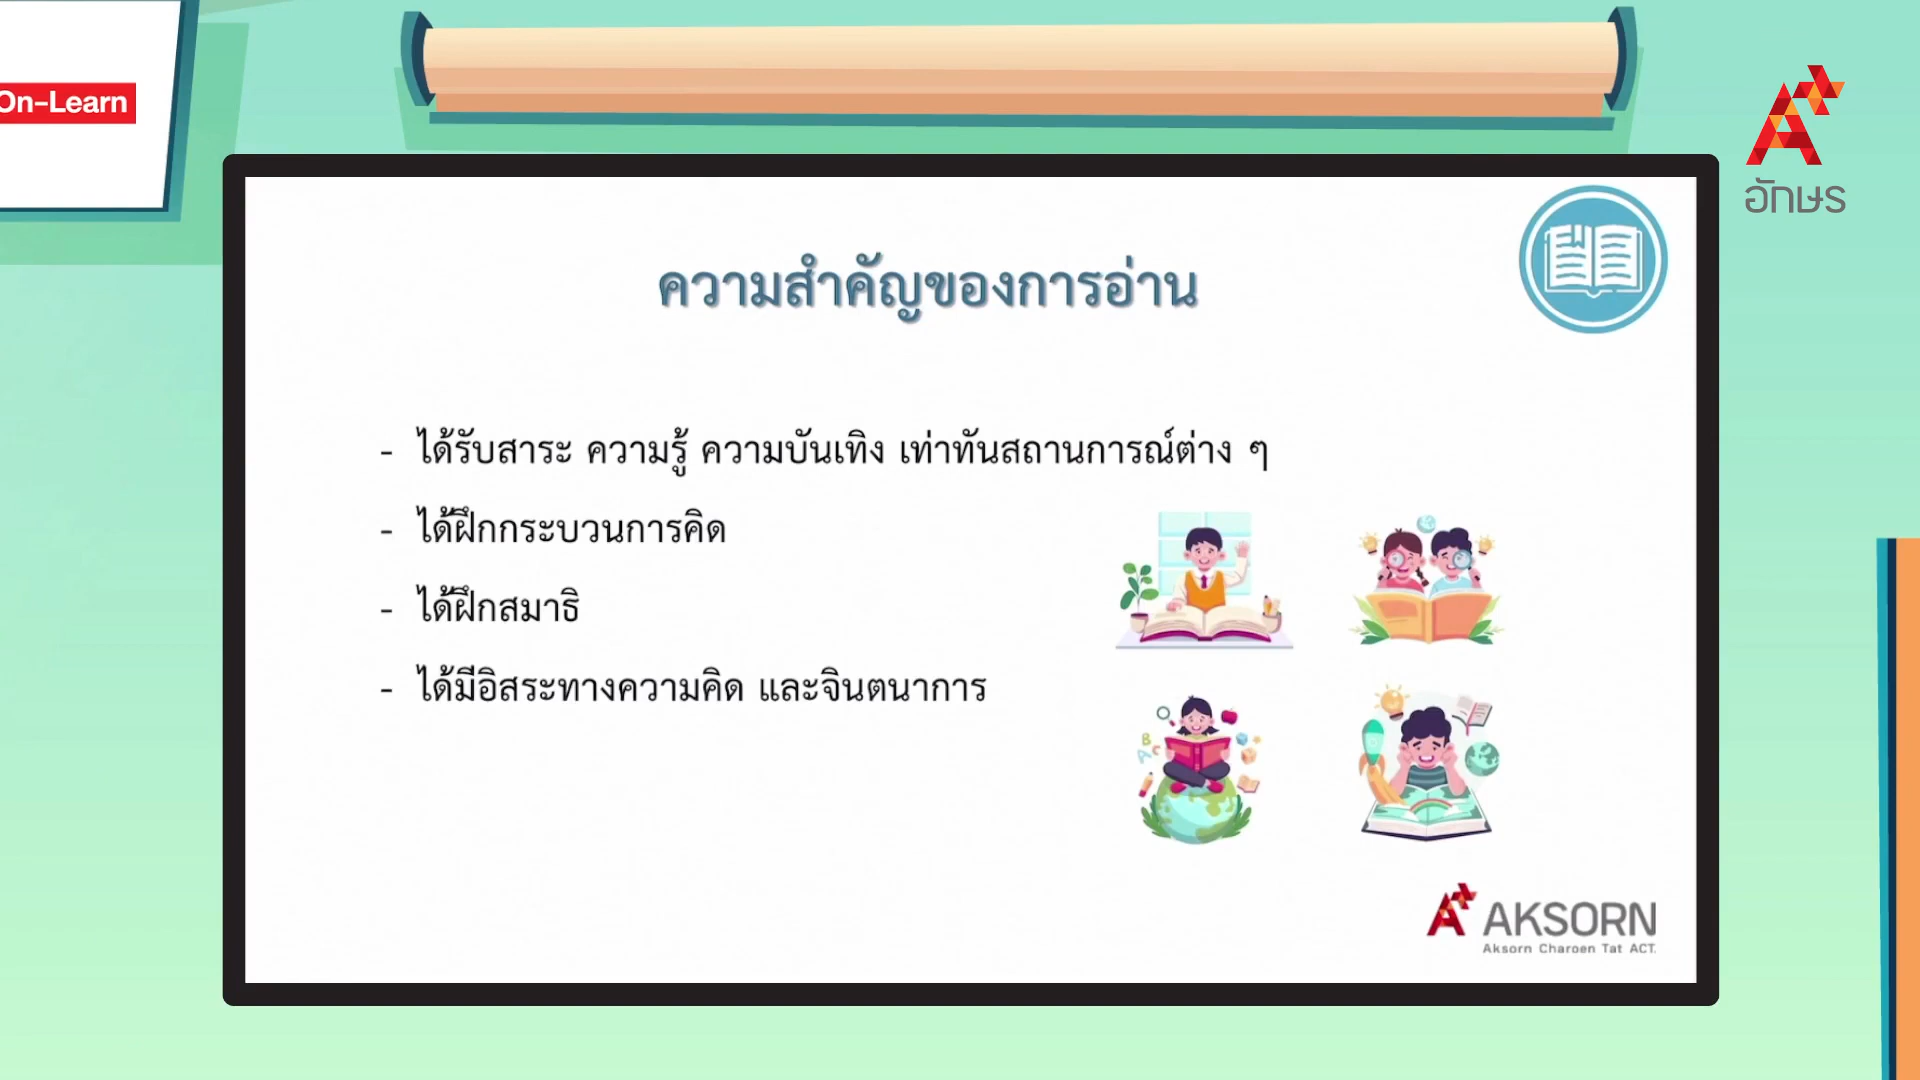 On-Learn
อักษร
ความสำคัญของการอ่าน
- ได้รับสาระ ความรู้ ความบันเทิง เท่าทันสถานการณ์ต่าง ๆ
- ได้ฝึกกระบวนการคิด
- ได้ฝึกสมาธิ
- ได้มีอิสระทางความคิด และจินตนาการ
A B C
AKSORN
Aksorn Charoen Tat ACT.